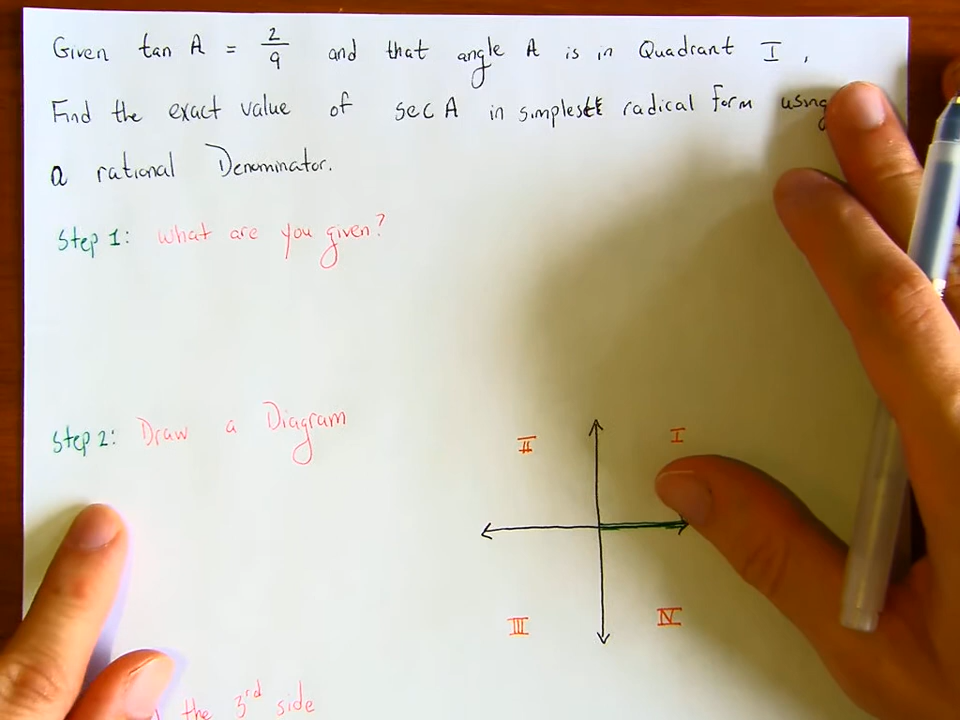 Given tan A = 2/9 and that angle A is in Quadrant I,
Find the exact value of sec A in simplest radical form using
a rational Denominator.
Step 1: What are you given?
Step 2: Draw a Diagram
II I
III IV
the 3rd side